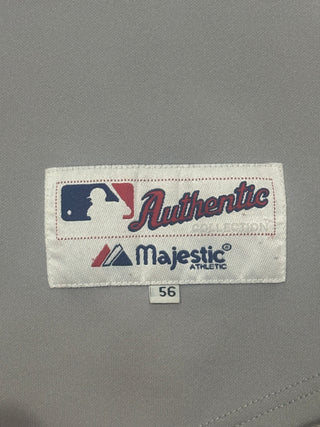 Authentic
COLLECTION
Majestic®
ATHLETIC
56